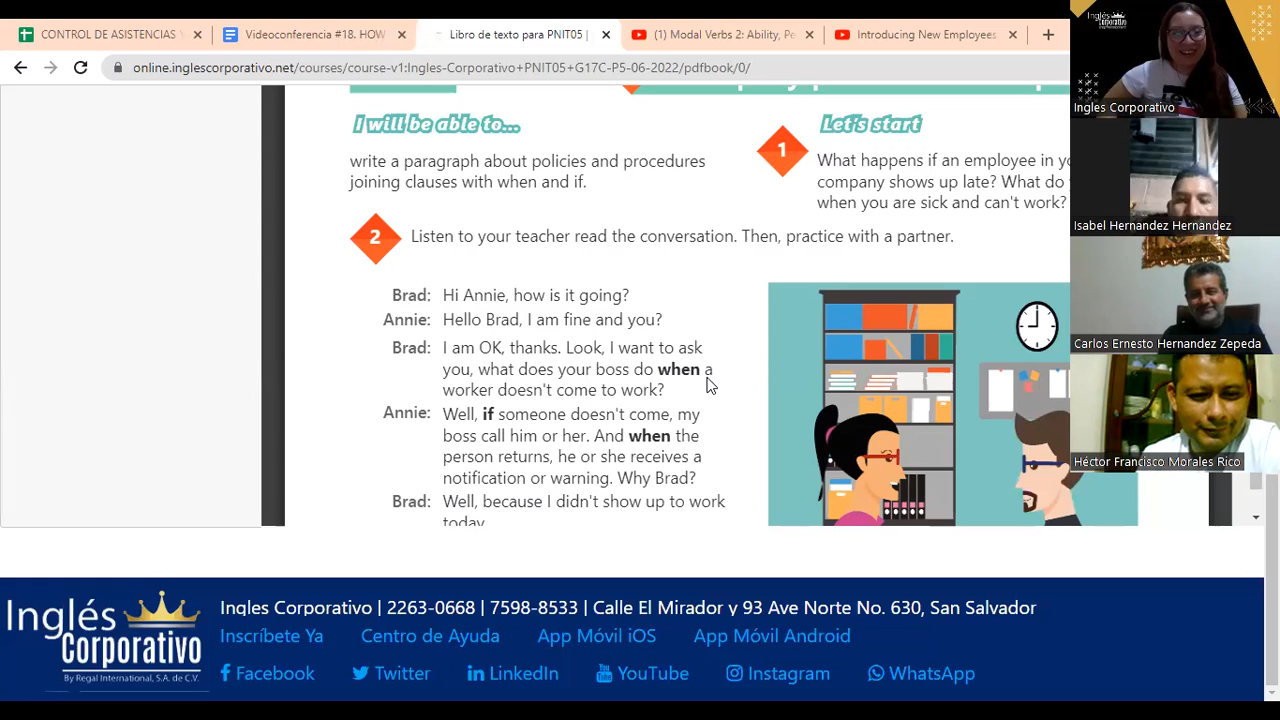 CONTROL DE ASISTENCIAS
Videoconferencia #18. HOW
Libro de texto para PNIT05 |
(1) Modal Verbs 2: Ability, Pe
Introducing New Employees
online.inglescorporativo.net/courses/course-v1:Ingles-Corporativo+PNIT05+G17C-P5-06-2022/pdfbook/0/
I will be able to...
write a paragraph about policies and procedures
joining clauses with when and if.
Let's start
1
What happens if an employee in yo
company shows up late? What do
when you are sick and can't work?
2
Listen to your teacher read the conversation. Then, practice with a partner.
Brad: Hi Annie, how is it going?
Annie: Hello Brad, I am fine and you?
Brad: I am OK, thanks. Look, I want to ask
you, what does your boss do when a
worker doesn't come to work?
Annie: Well, if someone doesn't come, my
boss call him or her. And when the
person returns, he or she receives a
notification or warning. Why Brad?
Brad: Well, because I didn't show up to work
today
Inglés
Corporativo
Ingles Corporativo
Isabel Hernandez Hernandez
Carlos Ernesto Hernandez Zepeda
Héctor Francisco Morales Rico
Inglés
Corporativo
By Regal International, S.A. de C.V.
Ingles Corporativo | 2263-0668 | 7598-8533 | Calle El Mirador y 93 Ave Norte No. 630, San Salvador
Inscríbete Ya Centro de Ayuda App Móvil iOS App Móvil Android
Facebook Twitter LinkedIn YouTube Instagram WhatsApp